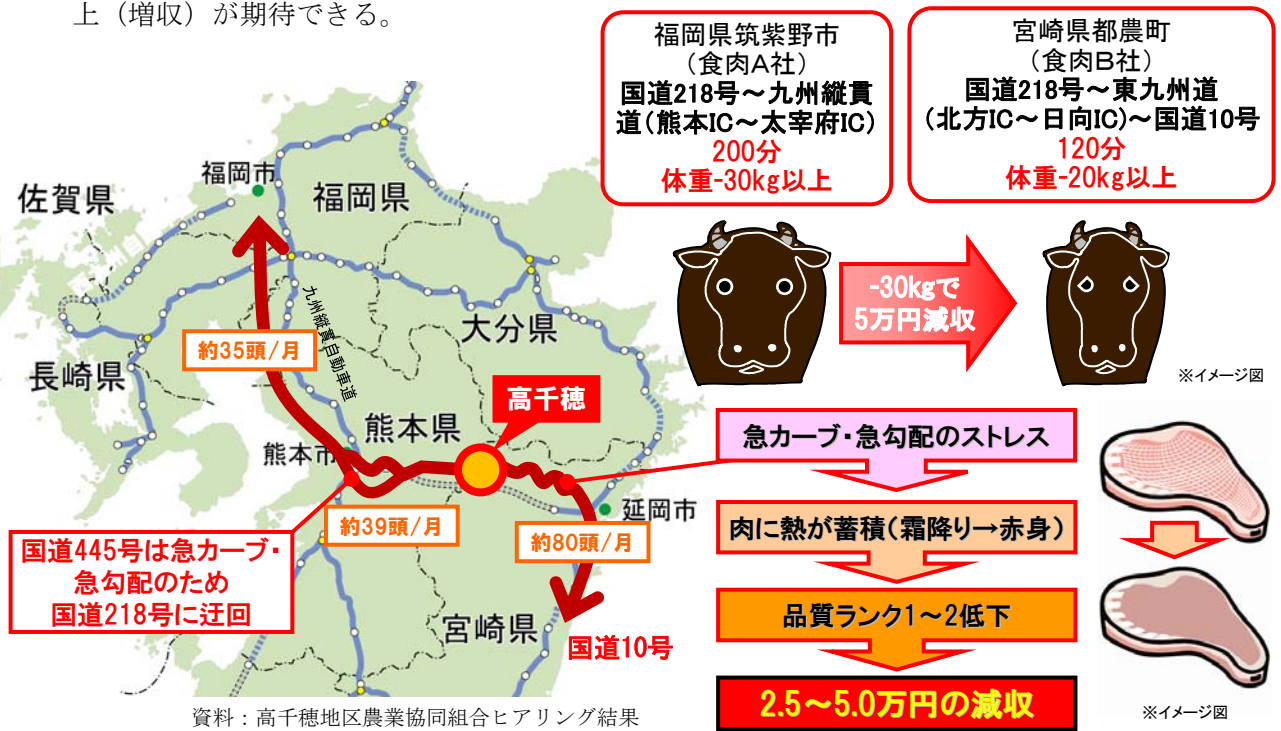 上（増収）が期待できる。
福岡県筑紫野市
（食肉A社）
国道218号～九州縦貫
道（熊本IC～太宰府IC）
200分
体重-30kg以上
宮崎県都農町
（食肉B社）
国道218号～東九州道
（北方IC～日向IC）～国道10号
120分
体重-20kg以上
福岡市
佐賀県
福岡県
九州縦貫自動車道
大分県
約35頭/月
長崎県
-30kgで
5万円減収
※イメージ図
高千穂
熊本県
熊本市
延岡市
約39頭/月
約80頭/月
国道445号は急カーブ・
急勾配のため
国道218号に迂回
宮崎県
国道10号
急カーブ・急勾配のストレス
肉に熱が蓄積（霜降り→赤身）
品質ランク1～2低下
2.5～5.0万円の減収
※イメージ図
資料：高千穂地区農業協同組合ヒアリング結果